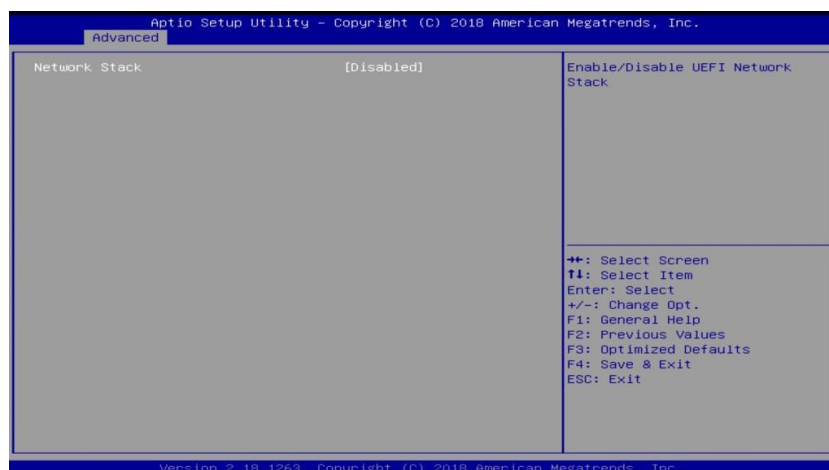 Aptio Setup Utility – Copyright (C) 2018 American Megatrends, Inc.
Advanced
Network Stack [Disabled]
Enable/Disable UEFI Network
Stack
→←: Select Screen
↑↓: Select Item
Enter: Select
+/-: Change Opt.
F1: General Help
F2: Previous Values
F3: Optimized Defaults
F4: Save & Exit
ESC: Exit
Version 2.18.1263. Copyright (C) 2018 American Megatrends, Inc.